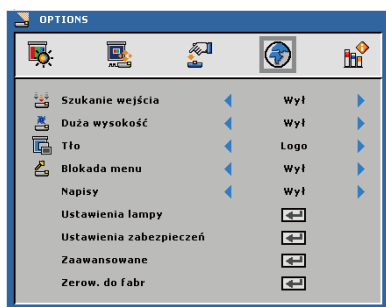 OPTIONS
Szukanie wejścia Wył
Duża wysokość Wył
Tło Logo
Blokada menu Wył
Napisy Wył
Ustawienia lampy
Ustawienia zabezpieczeń
Zaawansowane
Zerow. do fabr